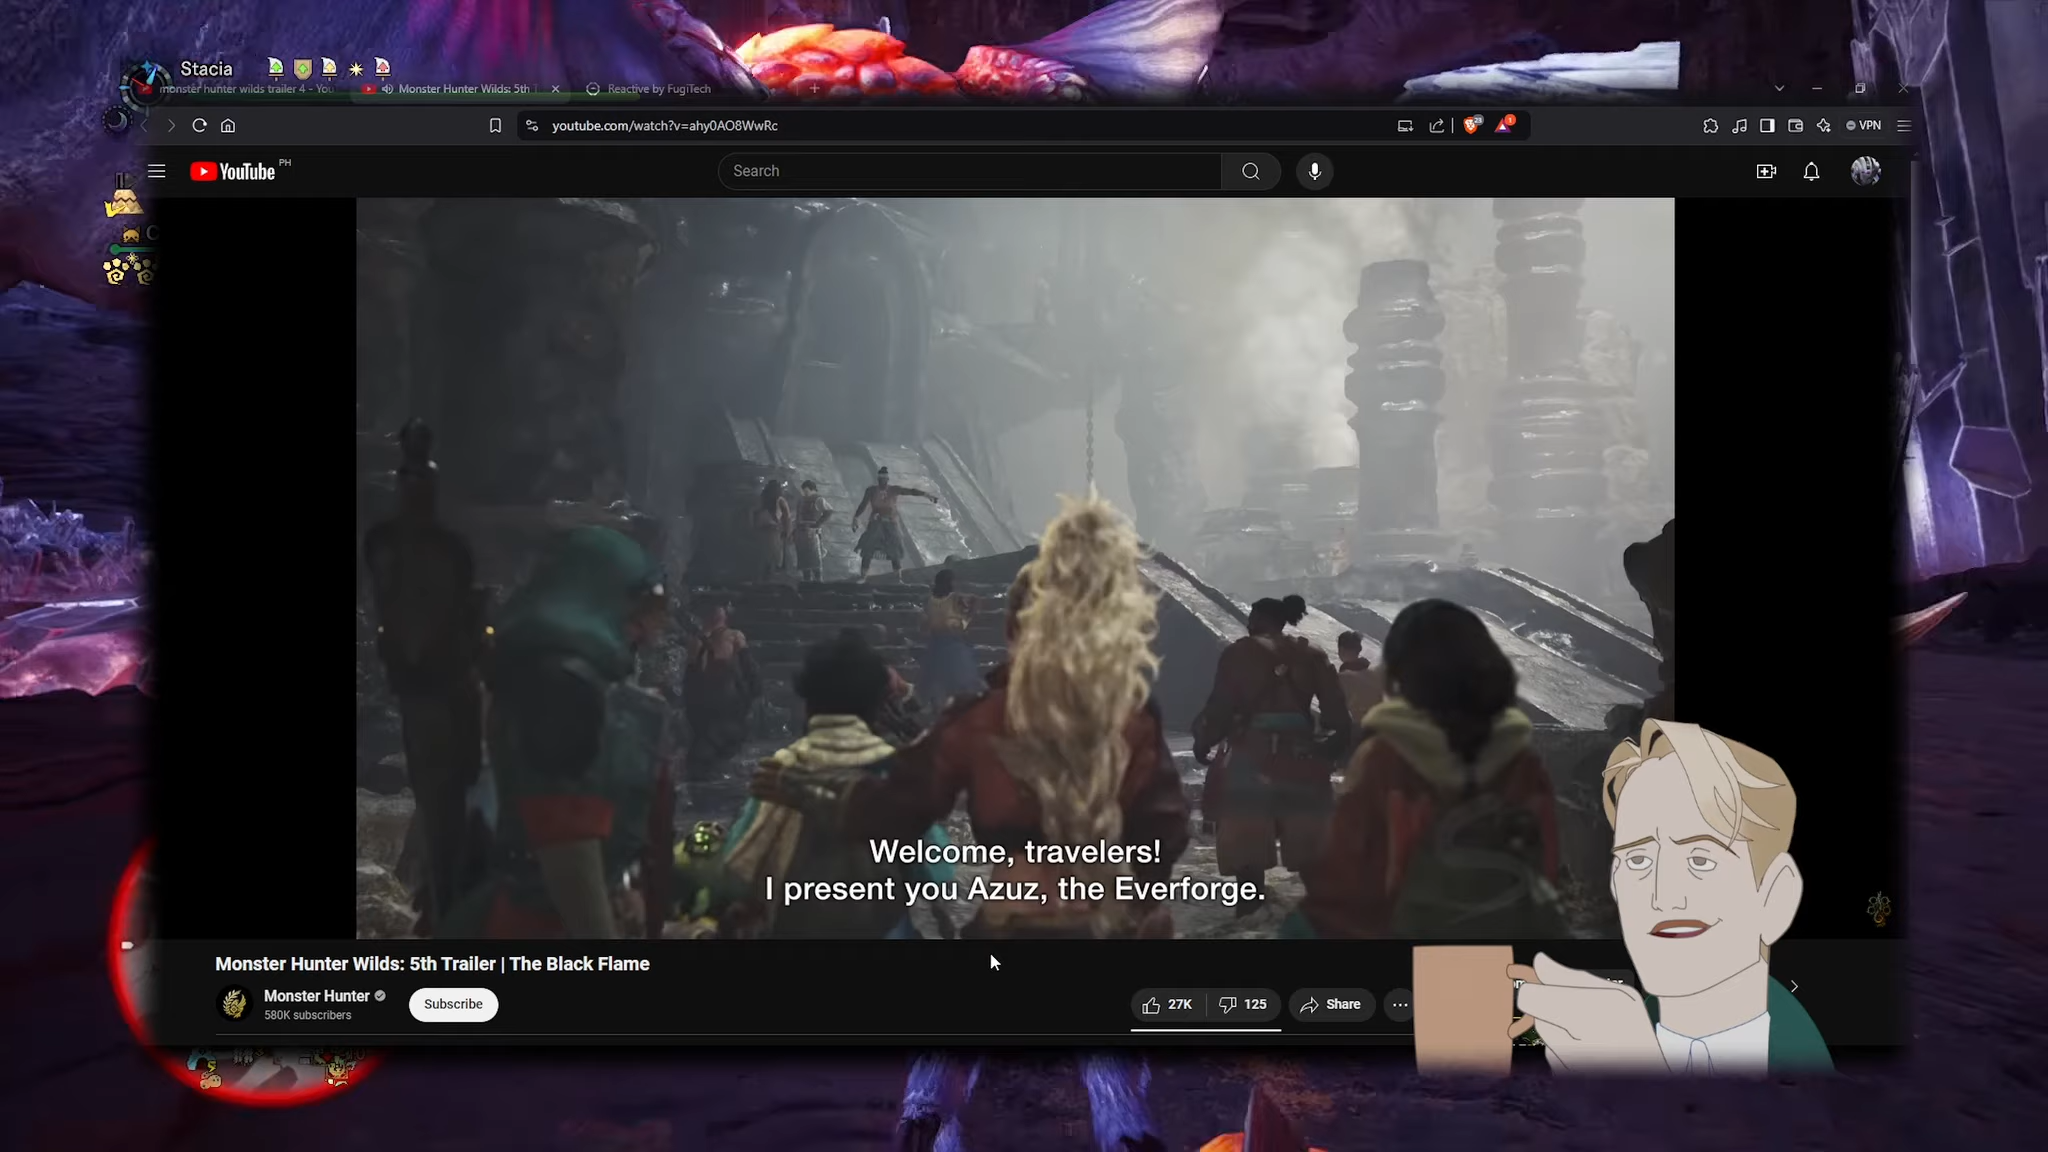 Stacia
monster hunter wilds trailer 4 - You
Monster Hunter Wilds: 5th
Reactive by FugiTech
youtube.com/watch?v=ahy0AO8WwRc
VPN
YouTube PH
Search
Welcome, travelers!
I present you Azuz, the Everforge.
Monster Hunter Wilds: 5th Trailer | The Black Flame
Monster Hunter
580K subscribers
Subscribe
27K
125
Share